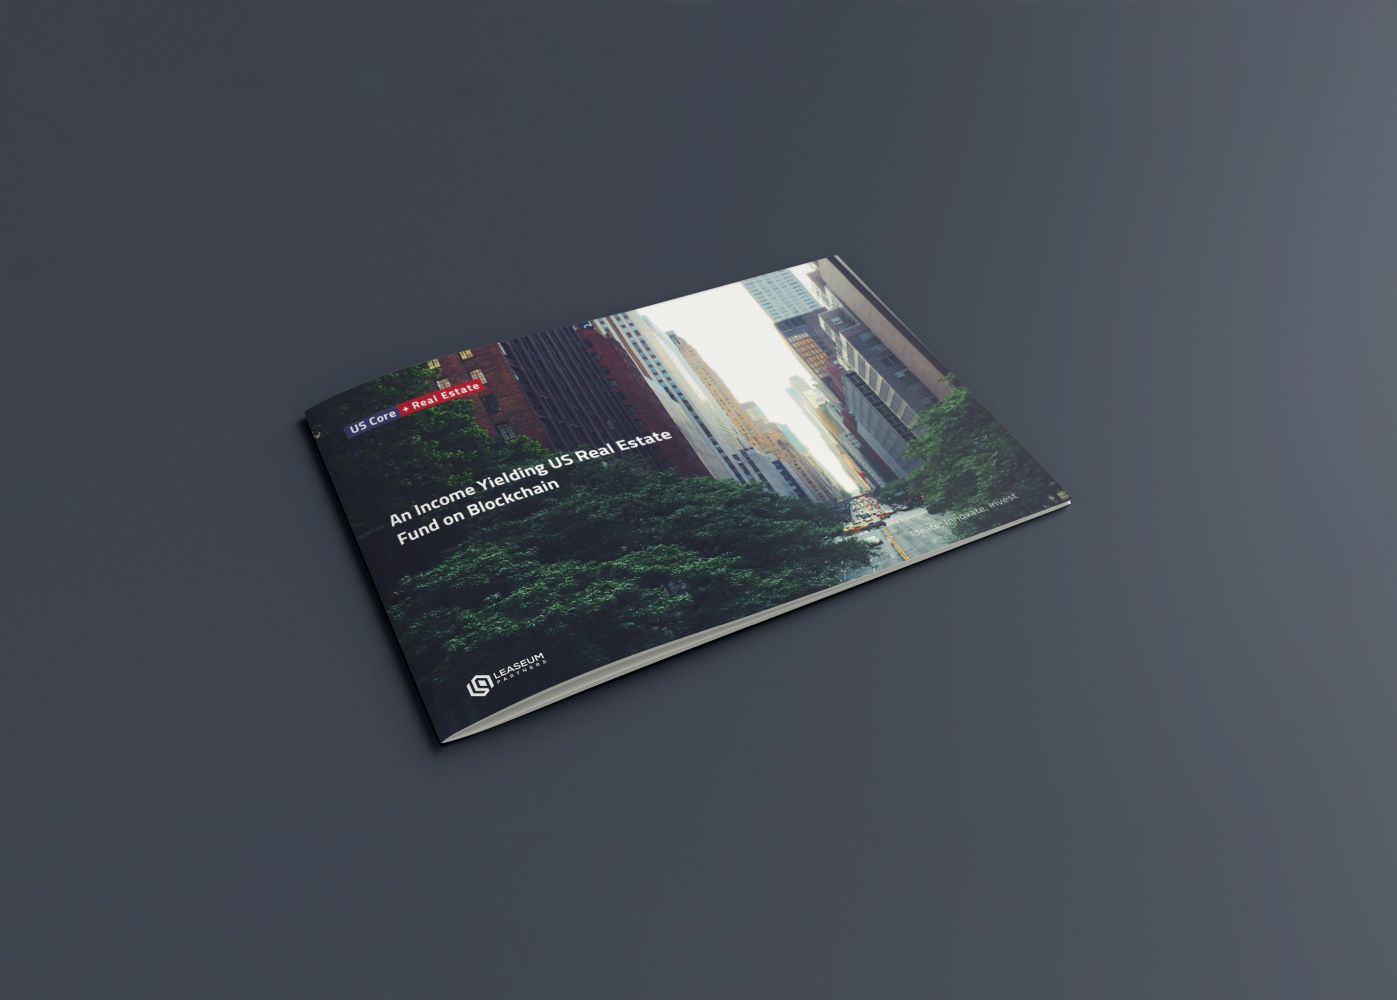 US Core + Real Estate
An Income Yielding US Real Estate
Fund on Blockchain
Ideate. Innovate. Invest
LEASEUM
PARTNERS